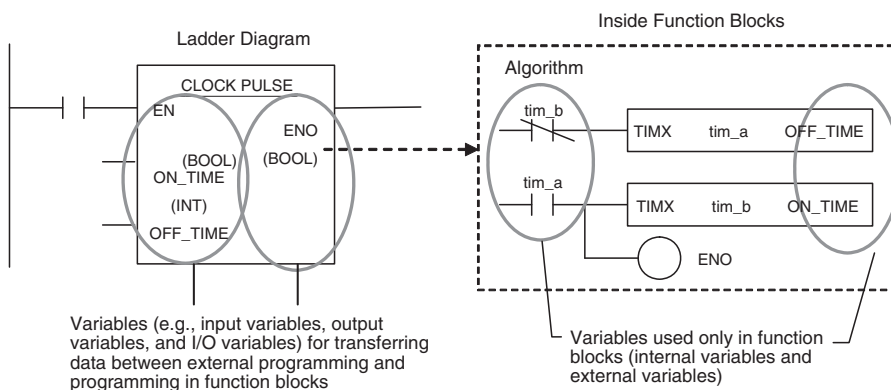 Ladder Diagram
CLOCK PULSE
EN
ENO
(BOOL)
(BOOL)
ON_TIME
(INT)
OFF_TIME
Variables (e.g., input variables, output
variables, and I/O variables) for transferring
data between external programming and
programming in function blocks
Inside Function Blocks
Algorithm
tim_b
TIMX tim_a OFF_TIME
tim_a
TIMX tim_b ON_TIME
ENO
Variables used only in function
blocks (internal variables and
external variables)